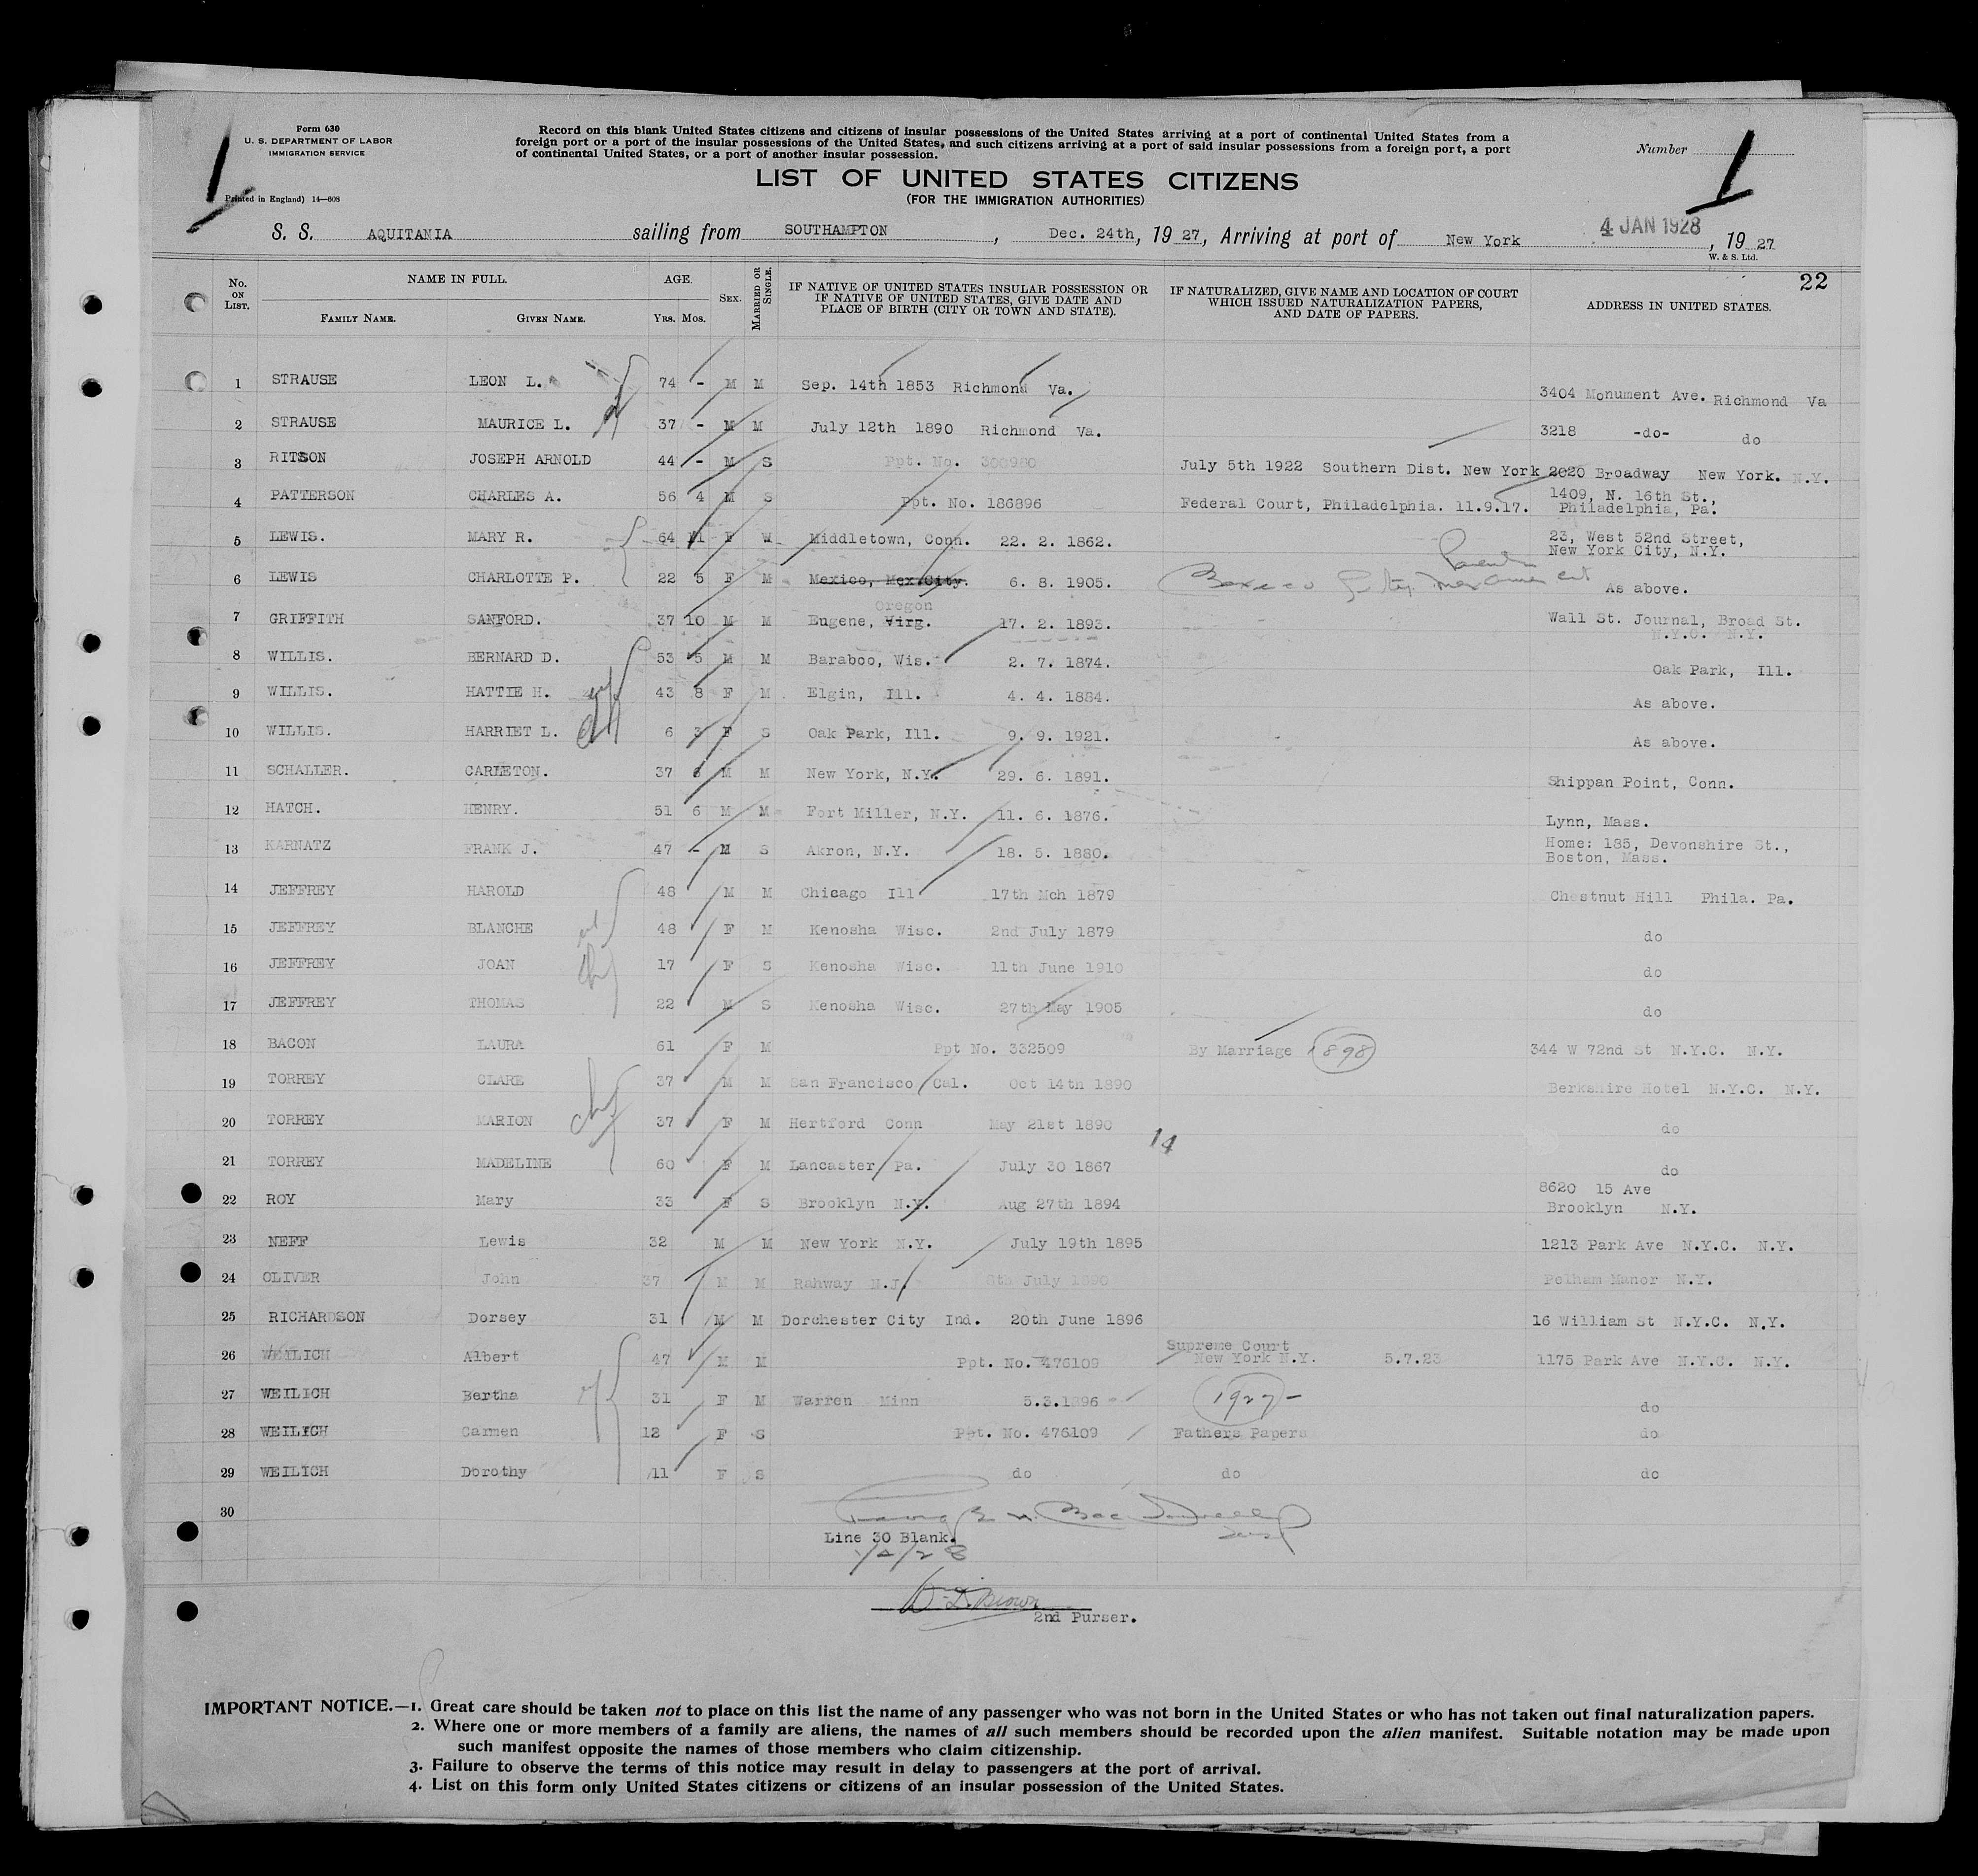 Form 630
U. S. DEPARTMENT OF LABOR
IMMIGRATION SERVICE
Printed in England) 14—608
Record on this blank United States citizens and citizens of insular possessions of the United States arriving at a port of continental United States from a
foreign port or a port of the insular possessions of the United States, and such citizens arriving at a port of said insular possessions from a foreign port, a port
of continental United States, or a port of another insular possession.
Number 1
1
LIST OF UNITED STATES CITIZENS
(FOR THE IMMIGRATION AUTHORITIES)
S. S. AQUITANIA sailing from SOUTHAMPTON, Dec. 24th, 19 27, Arriving at port of New York 4 JAN 1928, 19 27
W. & S. Ltd.
22
No. ON LIST. NAME IN FULL. AGE. SEX. MARRIED OR SINGLE. IF NATIVE OF UNITED STATES INSULAR POSSESSION OR IF NATIVE OF UNITED STATES, GIVE DATE AND PLACE OF BIRTH (CITY OR TOWN AND STATE). IF NATURALIZED, GIVE NAME AND LOCATION OF COURT WHICH ISSUED NATURALIZATION PAPERS, AND DATE OF PAPERS. ADDRESS IN UNITED STATES.
FAMILY NAME. GIVEN NAME. YRS. MOS.
1 STRAUSE LEON L. 74 - M M Sep. 14th 1853 Richmond Va. 3404 Monument Ave. Richmond Va
2 STRAUSE MAURICE L. 37 - M M July 12th 1890 Richmond Va. 3218 -do- do
3 RITSON JOSEPH ARNOLD 44 - M S Ppt. No. 300980 July 5th 1922 Southern Dist. New York 2020 Broadway New York. N.Y.
4 PATTERSON CHARLES A. 56 4 M S Ppt. No. 186896 Federal Court, Philadelphia. 11.9.17. 1409, N. 16th St., Philadelphia, Pa.
5 LEWIS. MARY R. 64 11 F W Middletown, Conn. 22. 2. 1862. 23, West 52nd Street, New York City, N.Y.
6 LEWIS CHARLOTTE P. 22 5 F M Mexico, Mex.City. 6. 8. 1905. As above.
7 GRIFFITH SANFORD. 37 10 M M Eugene, Virg. Oregon 17. 2. 1893. Wall St. Journal, Broad St. N.Y.C. N.Y.
8 WILLIS. BERNARD D. 53 5 M M Baraboo, Wis. 2. 7. 1874. Oak Park, Ill.
9 WILLIS. HATTIE H. 43 8 F M Elgin, Ill. 4. 4. 1884. As above.
10 WILLIS. HARRIET L. 6 3 F S Oak Park, Ill. 9. 9. 1921. As above.
11 SCHALLER. CARLETON. 37 6 M M New York, N.Y. 29. 6. 1891. Shippan Point, Conn.
12 HATCH. HENRY. 51 6 M M Fort Miller, N.Y. 11. 6. 1876. Lynn, Mass.
13 KARNATZ FRANK J. 47 - M S Akron, N.Y. 18. 5. 1880. Home: 185, Devonshire St., Boston, Mass.
14 JEFFREY HAROLD 48 M M Chicago Ill 17th Mch 1879 Chestnut Hill Phila. Pa.
15 JEFFREY BLANCHE 48 F M Kenosha Wisc. 2nd July 1879 do
16 JEFFREY JOAN 17 F S Kenosha Wisc. 11th June 1910 do
17 JEFFREY THOMAS 22 M S Kenosha Wisc. 27th May 1905 do
18 BACON LAURA 61 F M Ppt No. 332509 By Marriage 1898 344 W 72nd St N.Y.C. N.Y.
19 TORREY CLARE 37 M M San Francisco Cal. Oct 14th 1890 Berkshire Hotel N.Y.C. N.Y.
20 TORREY MARION 37 F M Hertford Conn May 21st 1890 do
14
21 TORREY MADELINE 60 F M Lancaster Pa. July 30 1867 do
22 ROY Mary 33 F S Brooklyn N.Y. Aug 27th 1894 8620 15 Ave Brooklyn N.Y.
23 NEFF Lewis 32 M M New York N.Y. July 19th 1895 1213 Park Ave N.Y.C. N.Y.
24 OLIVER John 37 M M Rahway N.J. 8th July 1890 Pelham Manor N.Y.
25 RICHARDSON Dorsey 31 M M Dorchester City Ind. 20th June 1896 16 William St N.Y.C. N.Y.
26 WEILICH Albert 47 M M Ppt. No. 476109 Supreme Court New York N.Y. 5.7.23 1175 Park Ave N.Y.C. N.Y.
27 WEILICH Bertha 31 F M Warren Minn 5.3.1896 1927 - do
28 WEILICH Carmen 12 F S Ppt. No. 476109 Fathers Papers do
29 WEILICH Dorothy 11 F S do do do
30
Line 30 Blank.
1/4/28
W. D. Brown
2nd Purser.
IMPORTANT NOTICE.—1. Great care should be taken not to place on this list the name of any passenger who was not born in the United States or who has not taken out final naturalization papers.
2. Where one or more members of a family are aliens, the names of all such members should be recorded upon the alien manifest. Suitable notation may be made upon
such manifest opposite the names of those members who claim citizenship.
3. Failure to observe the terms of this notice may result in delay to passengers at the port of arrival.
4. List on this form only United States citizens or citizens of an insular possession of the United States.